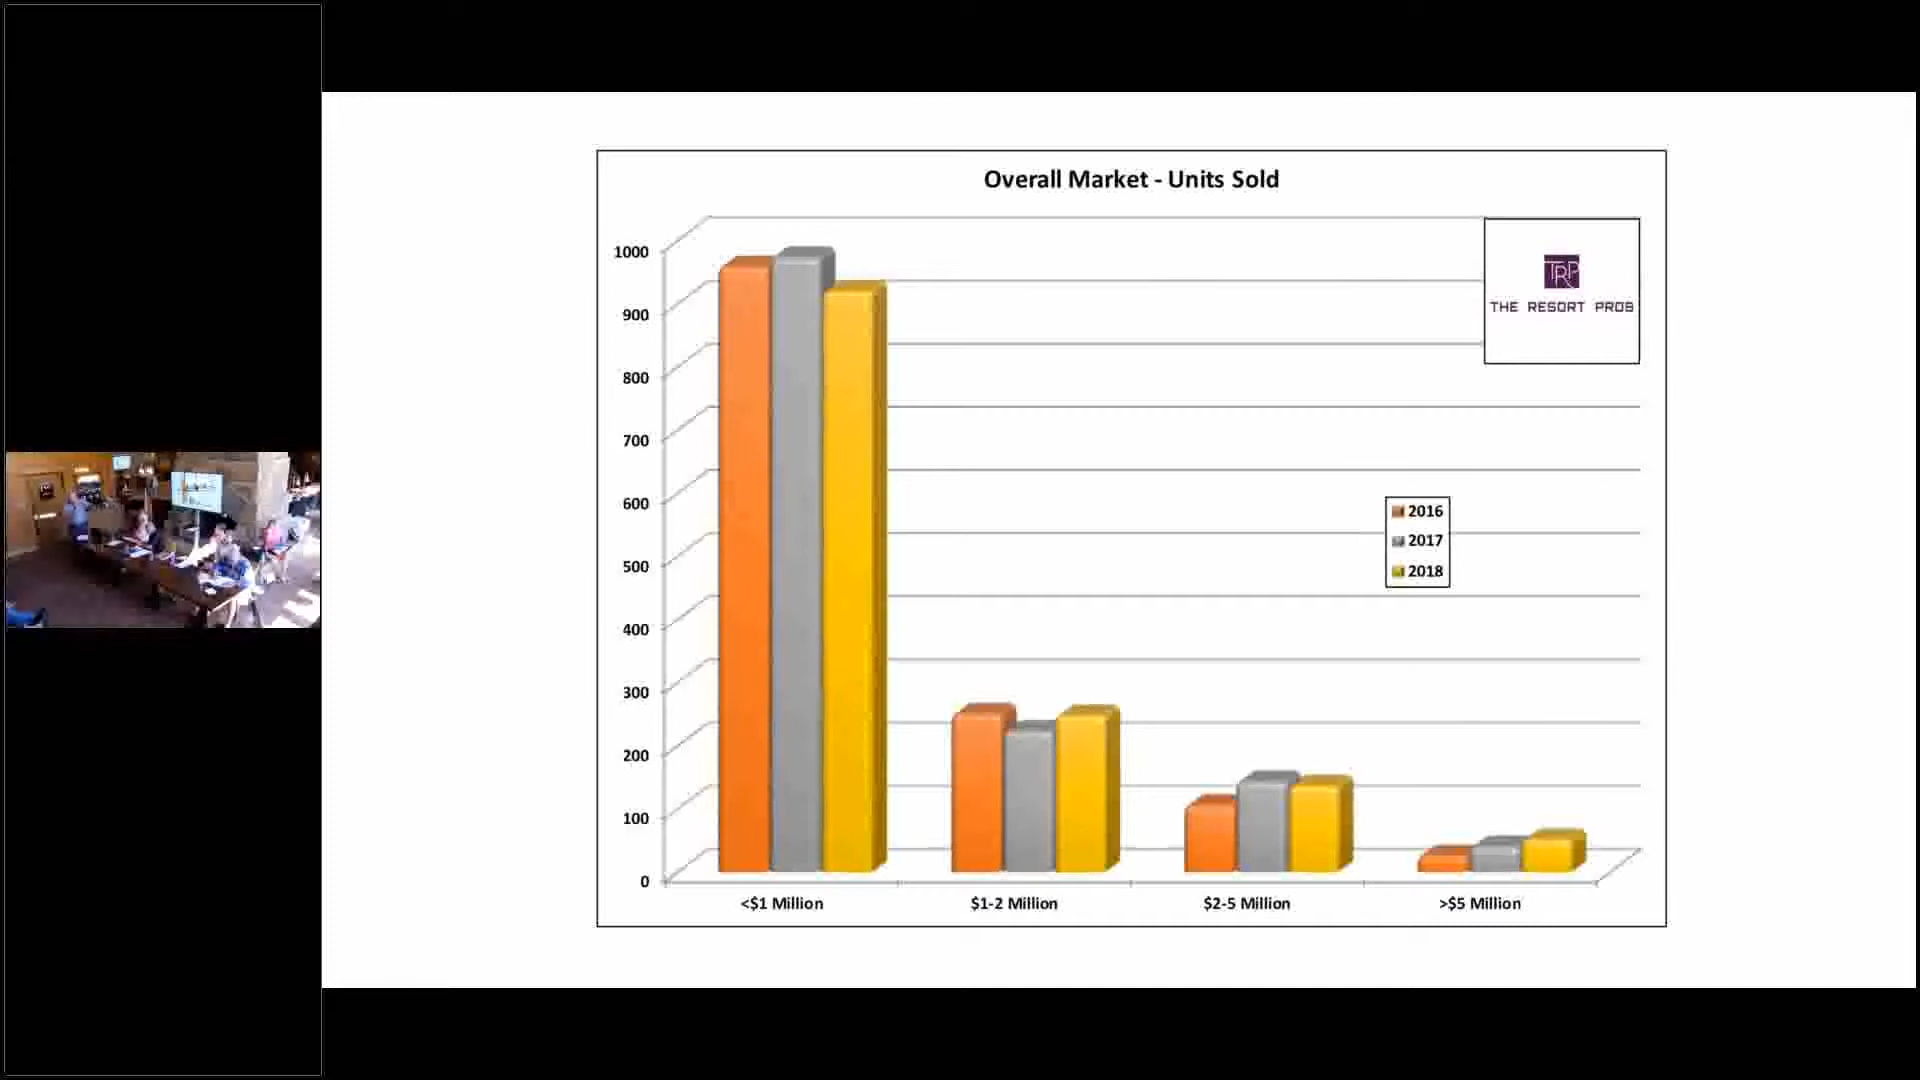 Overall Market - Units Sold
1000
900
800
700
600
500
400
300
200
100
0
TRP
THE RESORT PROS
2016
2017
2018
<$1 Million
$1-2 Million
$2-5 Million
>$5 Million